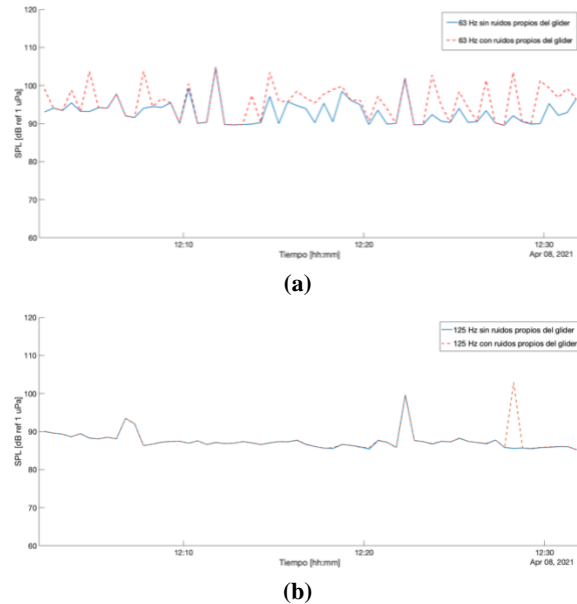 120
110
100
90
80
70
60
SPL [dB ref 1 uPa]
63 Hz sin ruidos propios del glider
63 Hz con ruidos propios del glider
12:10
12:20
12:30
Tiempo [hh:mm]
Apr 08, 2021
(a)
120
110
100
90
80
70
60
SPL [dB ref 1 uPa]
125 Hz sin ruidos propios del glider
125 Hz con ruidos propios del glider
12:10
12:20
12:30
Tiempo [hh:mm]
Apr 08, 2021
(b)